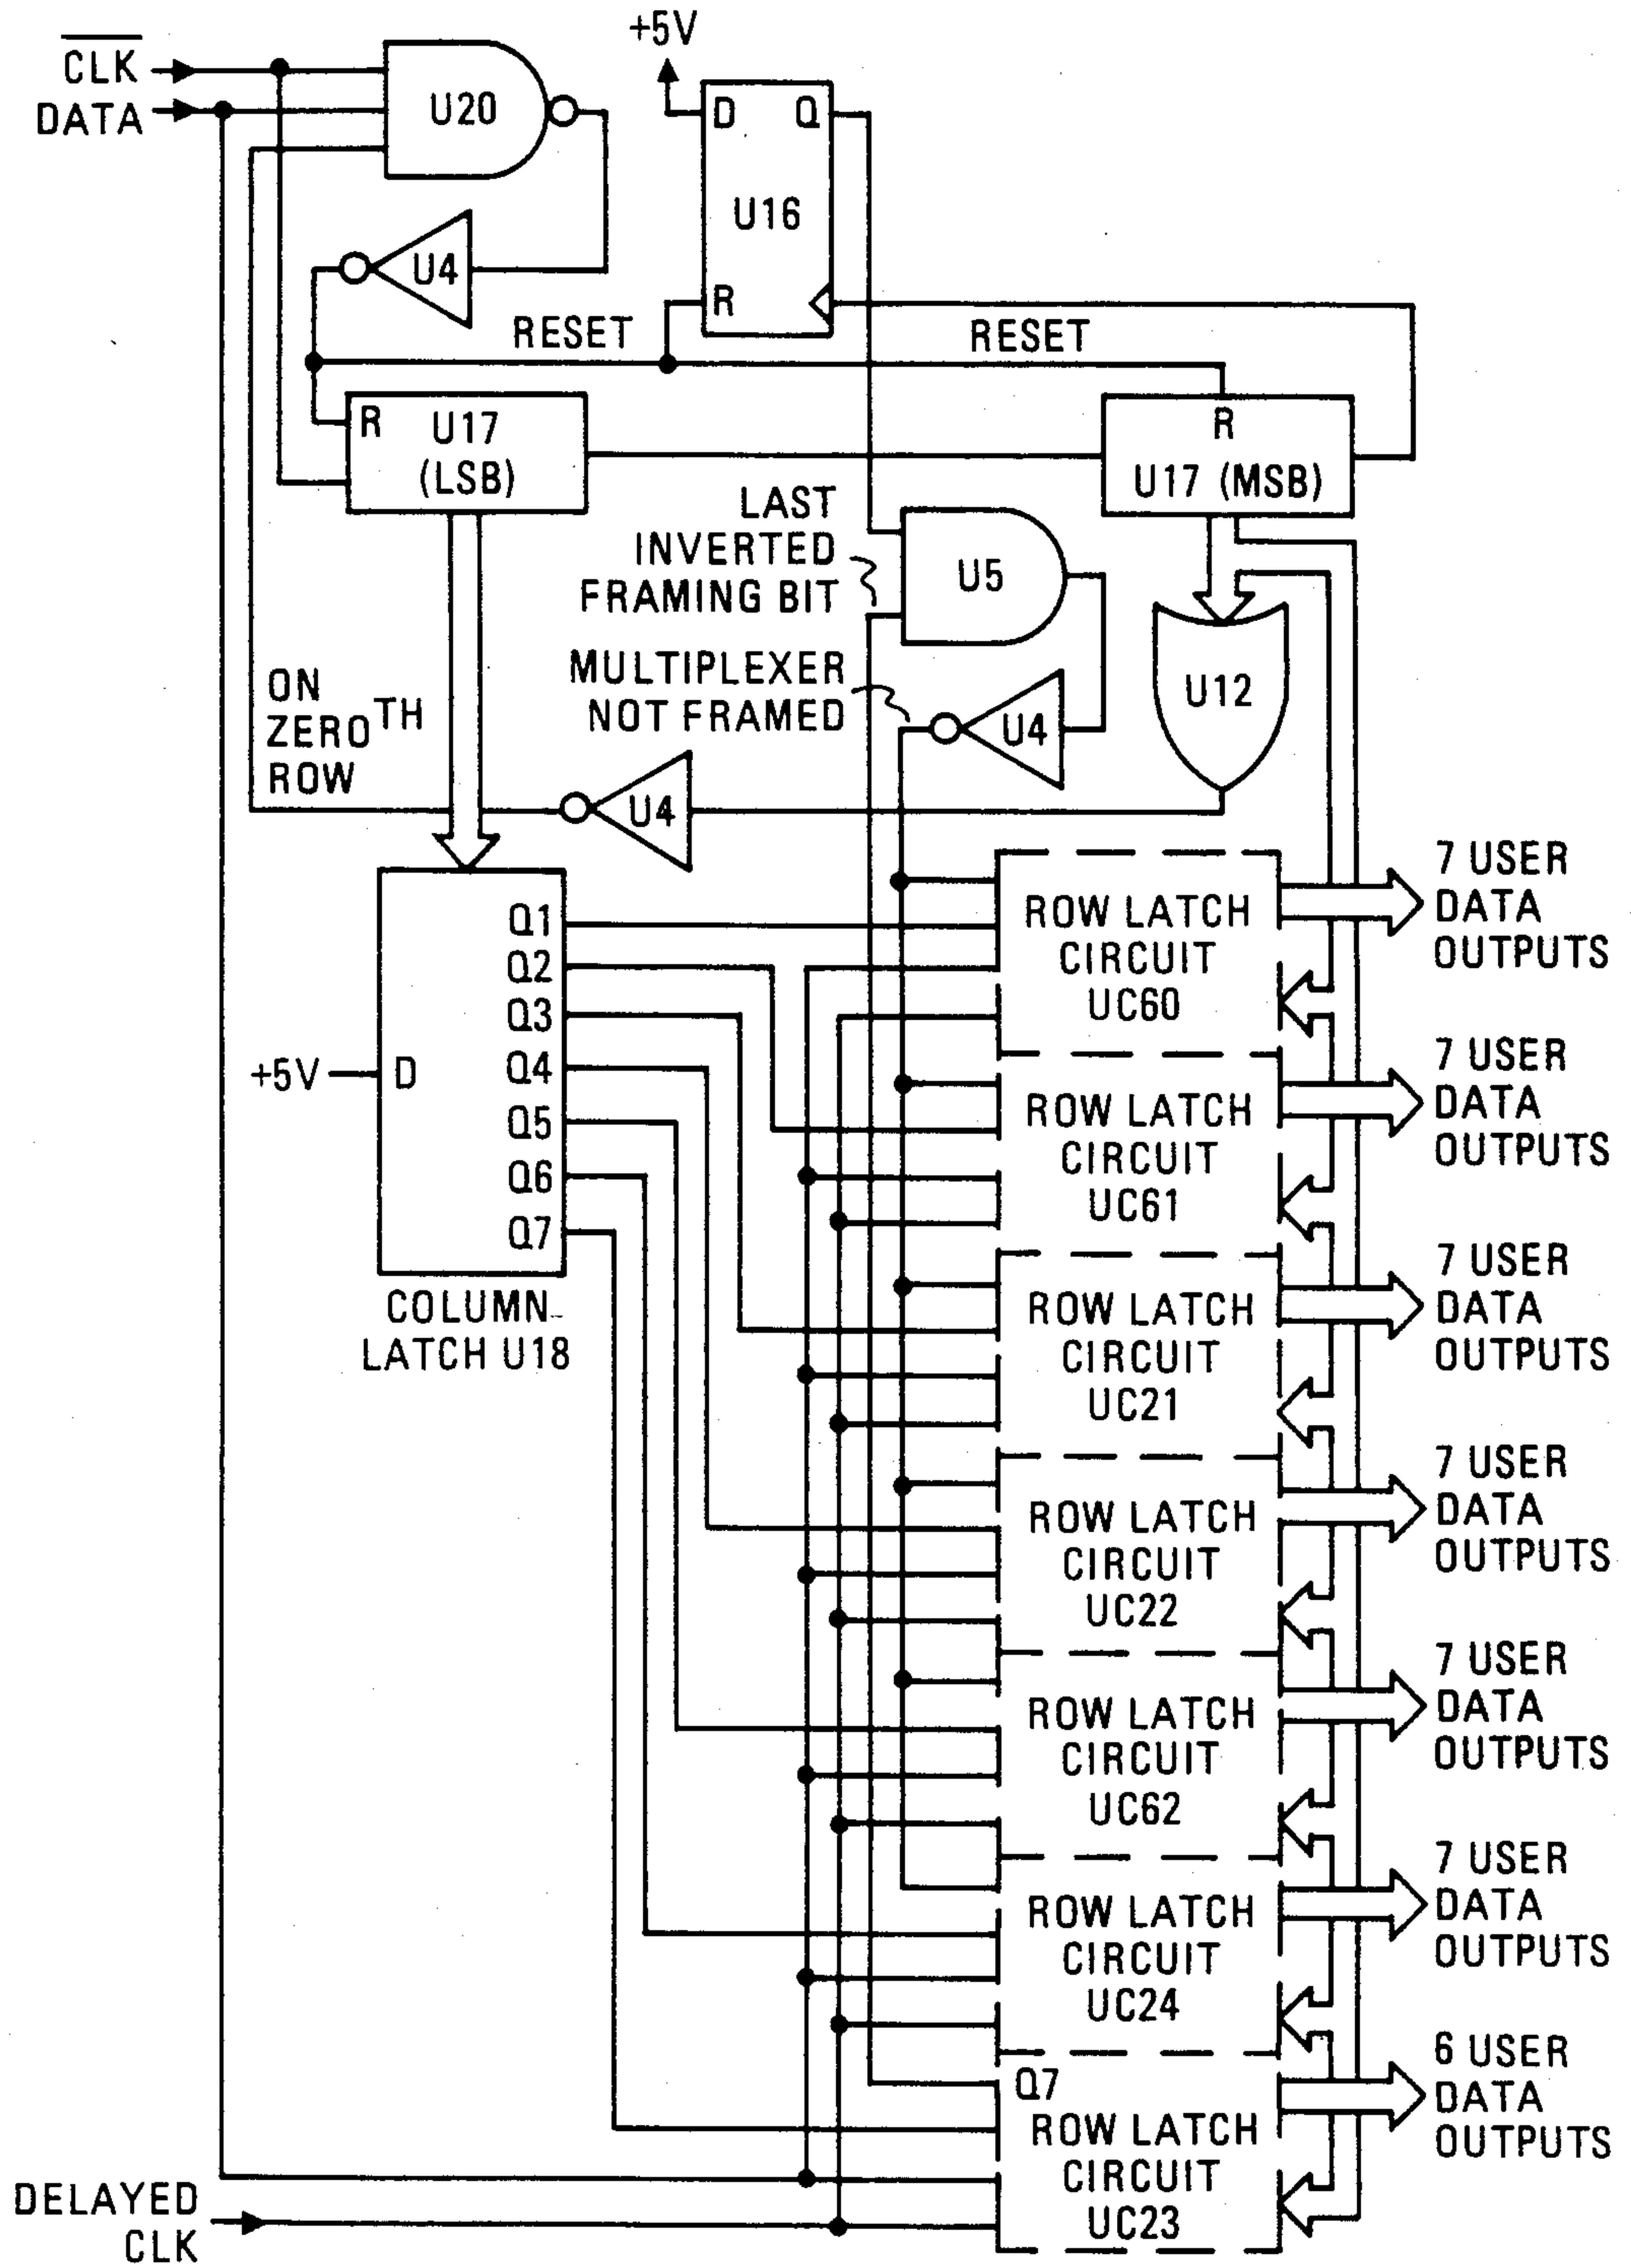 CLK
DATA
U20
+5V
D Q
U16
R
U4
RESET
RESET
R U17
(LSB)
R
U17 (MSB)
LAST
INVERTED
FRAMING BIT
U5
MULTIPLEXER
NOT FRAMED
U4
U12
ON
ZEROTH
ROW
U4
+5V
D
Q1
Q2
Q3
Q4
Q5
Q6
Q7
COLUMN
LATCH U18
ROW LATCH
CIRCUIT
UC60
7 USER
DATA
OUTPUTS
ROW LATCH
CIRCUIT
UC61
7 USER
DATA
OUTPUTS
ROW LATCH
CIRCUIT
UC21
7 USER
DATA
OUTPUTS
ROW LATCH
CIRCUIT
UC22
7 USER
DATA
OUTPUTS
ROW LATCH
CIRCUIT
UC62
7 USER
DATA
OUTPUTS
ROW LATCH
CIRCUIT
UC24
7 USER
DATA
OUTPUTS
Q7
ROW LATCH
CIRCUIT
UC23
6 USER
DATA
OUTPUTS
DELAYED
CLK